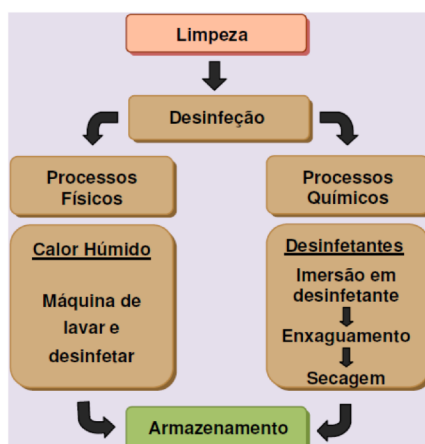 Limpeza
Desinfeção
Processos
Físicos
Processos
Químicos
Calor Húmido
Máquina de
lavar e
desinfetar
Desinfetantes
Imersão em
desinfetante
Enxaguamento
Secagem
Armazenamento